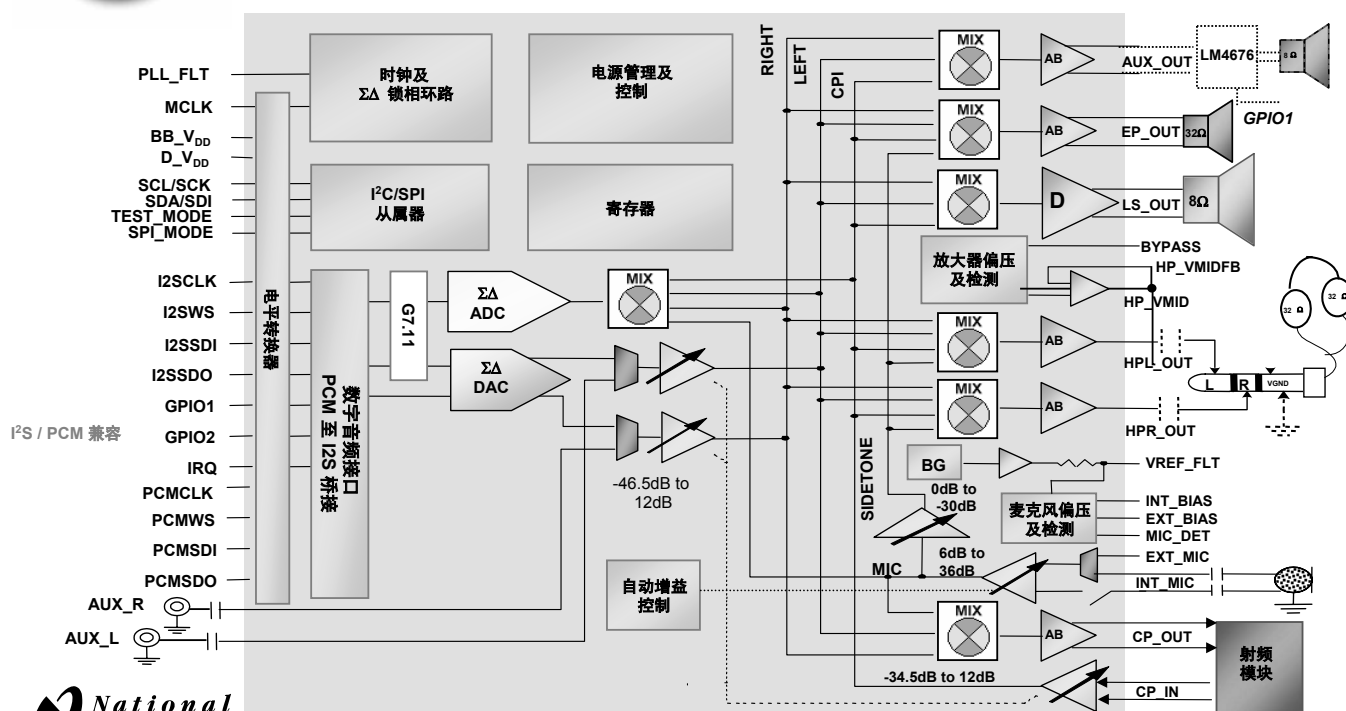 PLL_FLT
MCLK
BB_VDD
D_VDD
SCL/SCK
SDA/SDI
TEST_MODE
SPI_MODE
I2SCLK
I2SWS
I2SSDI
I2SSDO
GPIO1
I²S / PCM 兼容
GPIO2
IRQ
PCMCLK
PCMWS
PCMSDI
PCMSDO
AUX_R
AUX_L
National
电平转换器
时钟及
ΣΔ 锁相环路
电源管理及
控制
I²C/SPI
从属器
寄存器
数字音频接口
PCM 至 I2S 桥接
G7.11
ΣΔ
ADC
ΣΔ
DAC
MIX
-46.5dB to
12dB
自动增益
控制
RIGHT
LEFT
CPI
SIDETONE
MIC
MIX
AB
AUX_OUT
LM4676
8 Ω
GPIO1
MIX
AB
EP_OUT
32Ω
MIX
D
LS_OUT
8Ω
放大器偏压
及检测
BYPASS
HP_VMIDFB
HP_VMID
MIX
AB
HPL_OUT
MIX
AB
HPR_OUT
32 Ω
32 Ω
L
R
VGND
BG
VREF_FLT
0dB to
-30dB
麦克风偏压
及检测
INT_BIAS
EXT_BIAS
MIC_DET
6dB to
36dB
EXT_MIC
INT_MIC
MIX
AB
CP_OUT
-34.5dB to 12dB
CP_IN
射频
模块